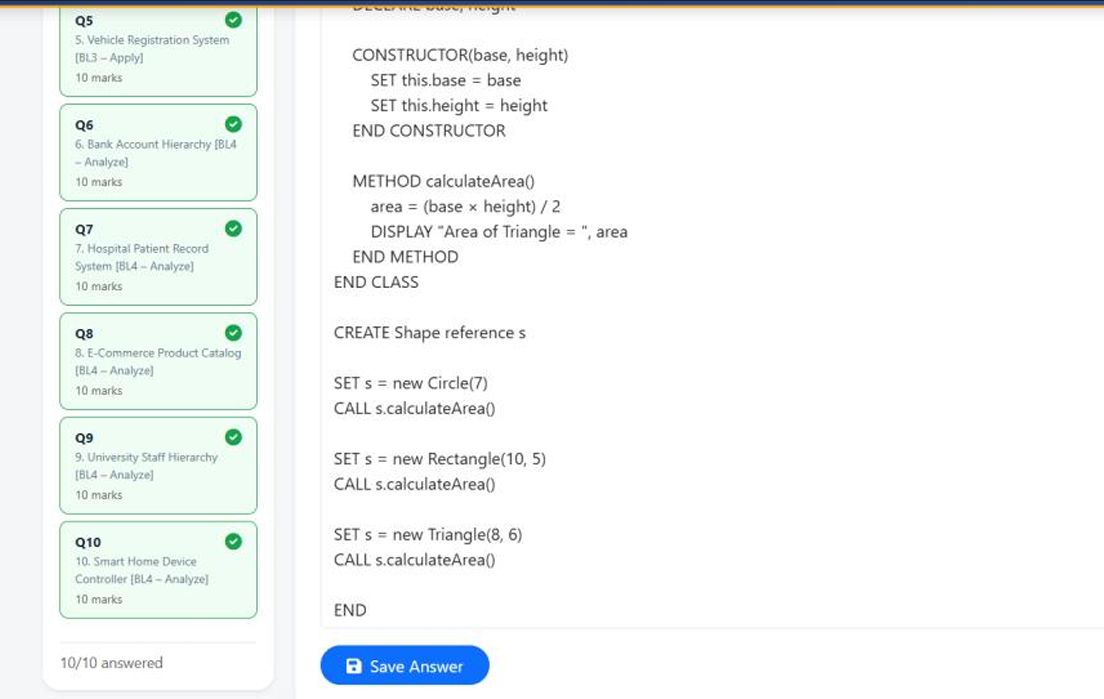 Q5
5. Vehicle Registration System
[BL3 – Apply]
10 marks
Q6
6. Bank Account Hierarchy [BL4
– Analyze]
10 marks
Q7
7. Hospital Patient Record
System [BL4 – Analyze]
10 marks
Q8
8. E-Commerce Product Catalog
[BL4 – Analyze]
10 marks
Q9
9. University Staff Hierarchy
[BL4 – Analyze]
10 marks
Q10
10. Smart Home Device
Controller [BL4 – Analyze]
10 marks
10/10 answered
DECLARE base, height
CONSTRUCTOR(base, height)
SET this.base = base
SET this.height = height
END CONSTRUCTOR
METHOD calculateArea()
area = (base × height) / 2
DISPLAY "Area of Triangle = ", area
END METHOD
END CLASS
CREATE Shape reference s
SET s = new Circle(7)
CALL s.calculateArea()
SET s = new Rectangle(10, 5)
CALL s.calculateArea()
SET s = new Triangle(8, 6)
CALL s.calculateArea()
END
Save Answer